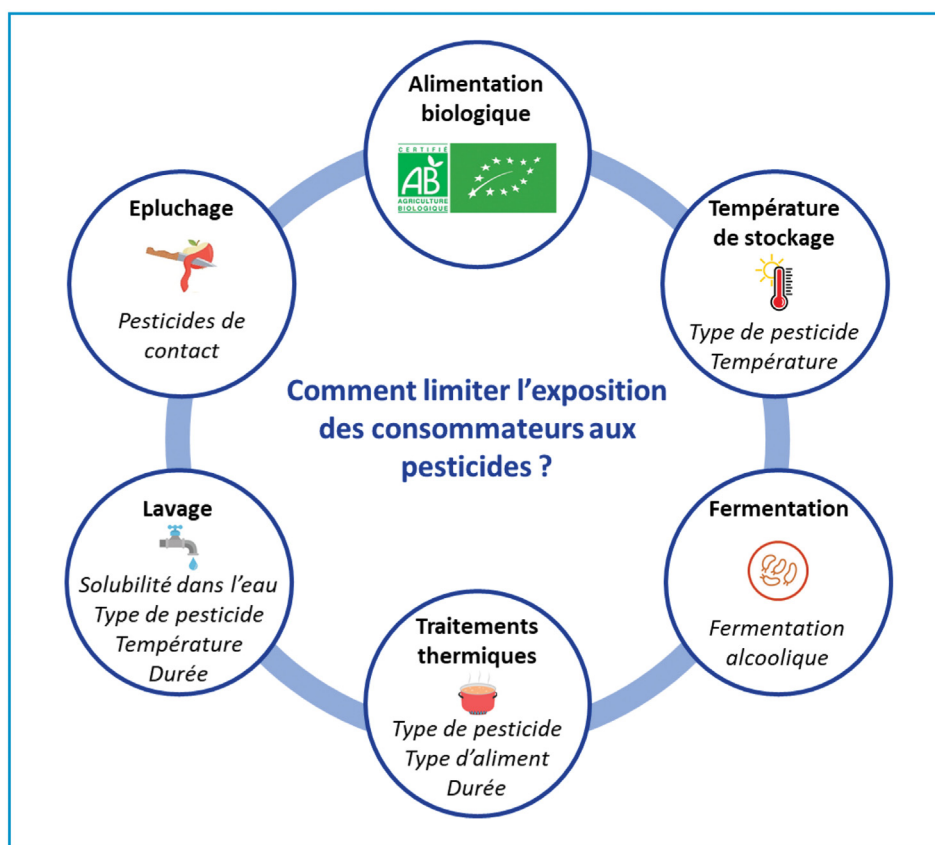 Alimentation
biologique
CERTIFIÉ
AB
AGRICULTURE
BIOLOGIQUE
Température
de stockage
Type de pesticide
Température
Fermentation
Fermentation
alcoolique
Traitements
thermiques
Type de pesticide
Type d’aliment
Durée
Lavage
Solubilité dans l’eau
Type de pesticide
Température
Durée
Epluchage
Pesticides de
contact
Comment limiter l’exposition
des consommateurs aux
pesticides ?